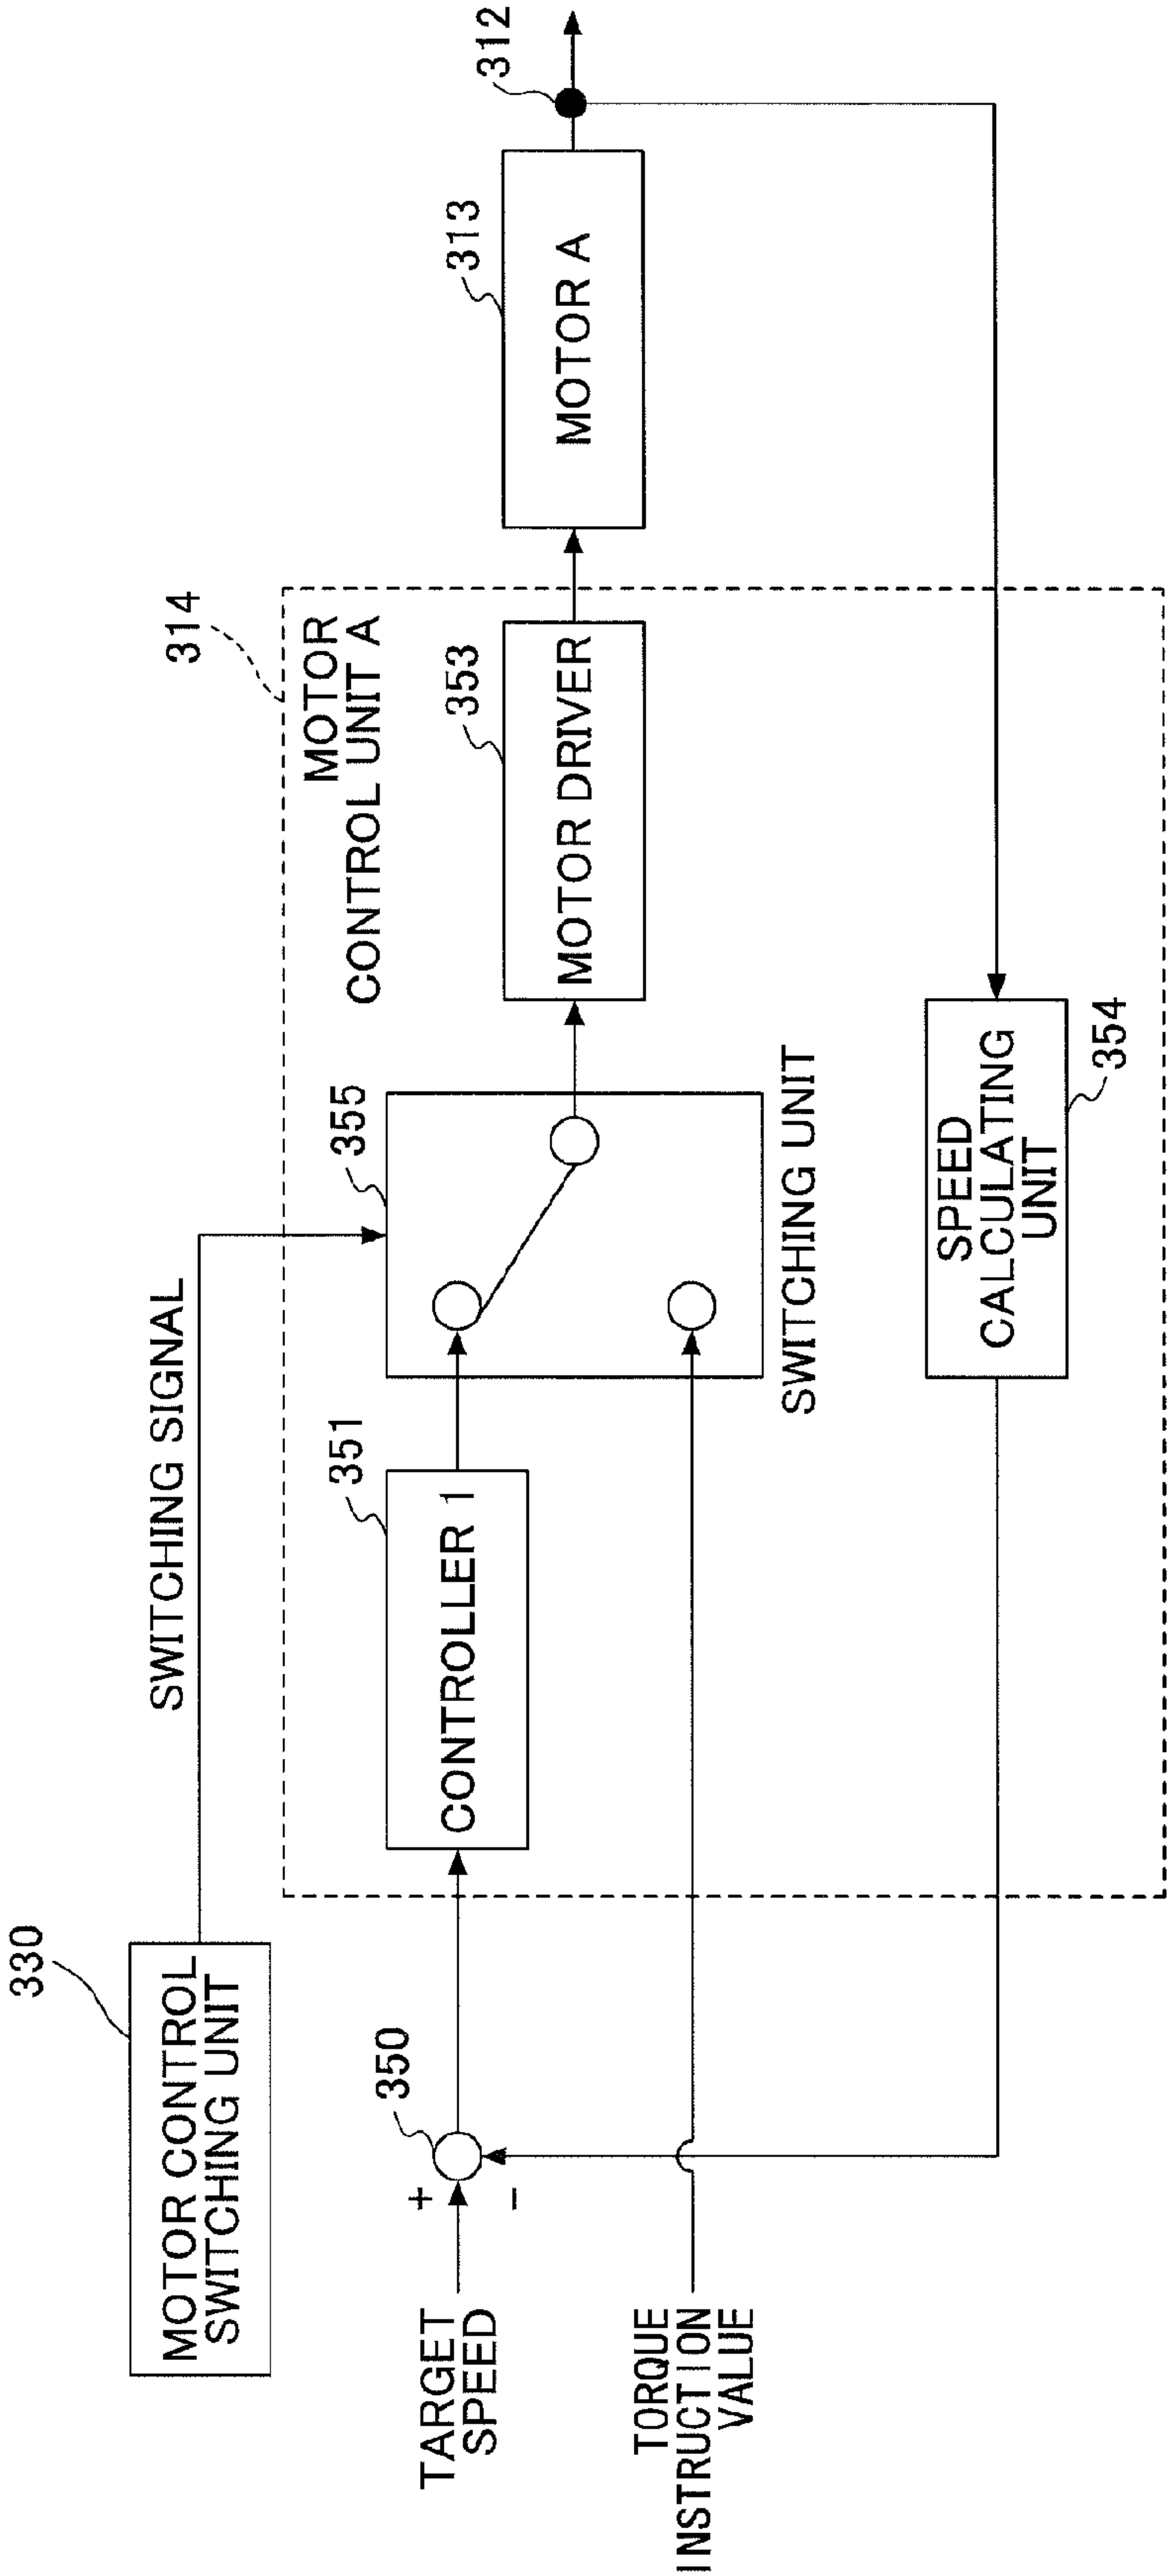 330
MOTOR CONTROL
SWITCHING UNIT
SWITCHING SIGNAL
314
MOTOR
CONTROL UNIT A
TARGET
SPEED
+
−
350
351
CONTROLLER 1
355
SWITCHING UNIT
353
MOTOR DRIVER
313
MOTOR A
312
TORQUE
INSTRUCTION
VALUE
SPEED
CALCULATING
UNIT
354